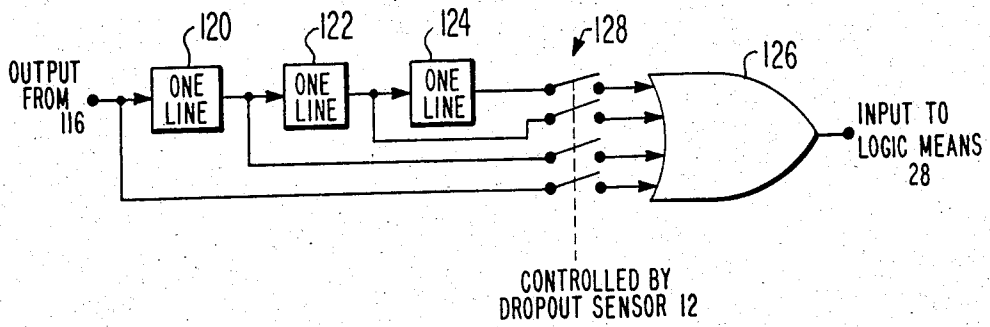 120
122
124
128
126
OUTPUT
FROM
116
ONE
LINE
ONE
LINE
ONE
LINE
INPUT TO
LOGIC MEANS
28
CONTROLLED BY
DROPOUT SENSOR 12